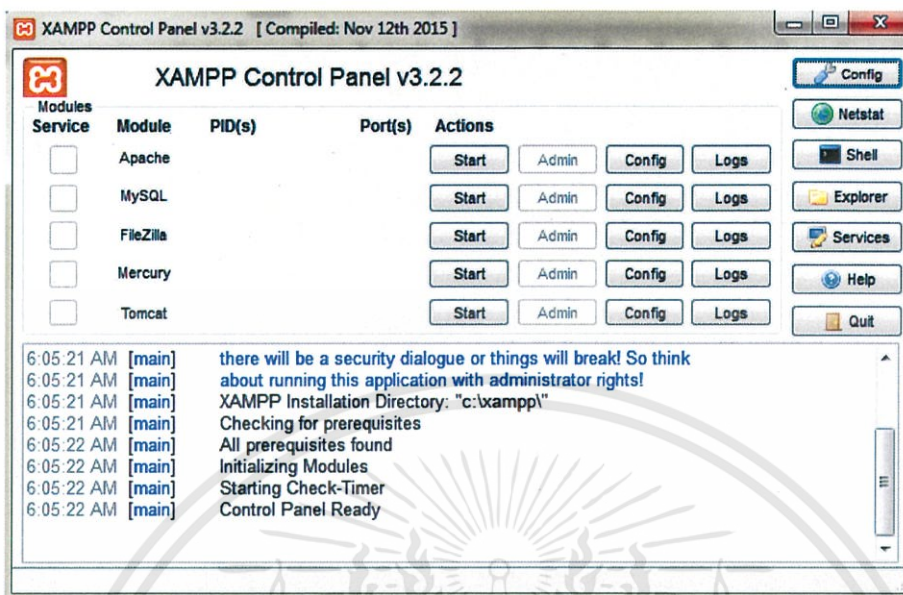 XAMPP Control Panel v3.2.2 [ Compiled: Nov 12th 2015 ]
XAMPP Control Panel v3.2.2
Config
Modules
Service Module PID(s) Port(s) Actions
Netstat
Apache Start Admin Config Logs
Shell
MySQL Start Admin Config Logs
Explorer
FileZilla Start Admin Config Logs
Services
Mercury Start Admin Config Logs
Help
Tomcat Start Admin Config Logs
Quit
6:05:21 AM [main] there will be a security dialogue or things will break! So think
6:05:21 AM [main] about running this application with administrator rights!
6:05:21 AM [main] XAMPP Installation Directory: "c:\xampp\"
6:05:21 AM [main] Checking for prerequisites
6:05:22 AM [main] All prerequisites found
6:05:22 AM [main] Initializing Modules
6:05:22 AM [main] Starting Check-Timer
6:05:22 AM [main] Control Panel Ready